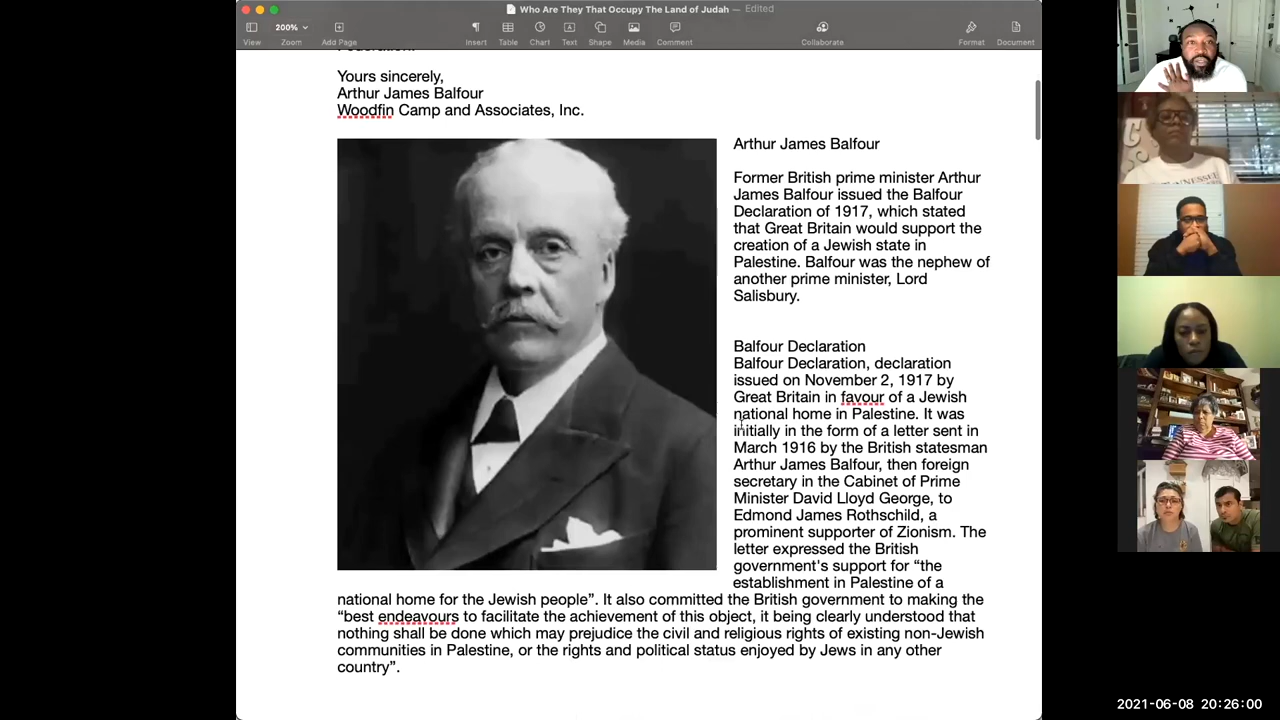 Who Are They That Occupy The Land of Judah — Edited
200%
View
Zoom
Add Page
Insert
Table
Chart
Text
Shape
Media
Comment
Collaborate
Format
Document
Yours sincerely,
Arthur James Balfour
Woodfin Camp and Associates, Inc.
Arthur James Balfour
Former British prime minister Arthur
James Balfour issued the Balfour
Declaration of 1917, which stated
that Great Britain would support the
creation of a Jewish state in
Palestine. Balfour was the nephew of
another prime minister, Lord
Salisbury.
Balfour Declaration
Balfour Declaration, declaration
issued on November 2, 1917 by
Great Britain in favour of a Jewish
national home in Palestine. It was
initially in the form of a letter sent in
March 1916 by the British statesman
Arthur James Balfour, then foreign
secretary in the Cabinet of Prime
Minister David Lloyd George, to
Edmond James Rothschild, a
prominent supporter of Zionism. The
letter expressed the British
government's support for “the
establishment in Palestine of a
national home for the Jewish people”. It also committed the British government to making the
“best endeavours to facilitate the achievement of this object, it being clearly understood that
nothing shall be done which may prejudice the civil and religious rights of existing non-Jewish
communities in Palestine, or the rights and political status enjoyed by Jews in any other
country”.
2021-06-08 20:26:00